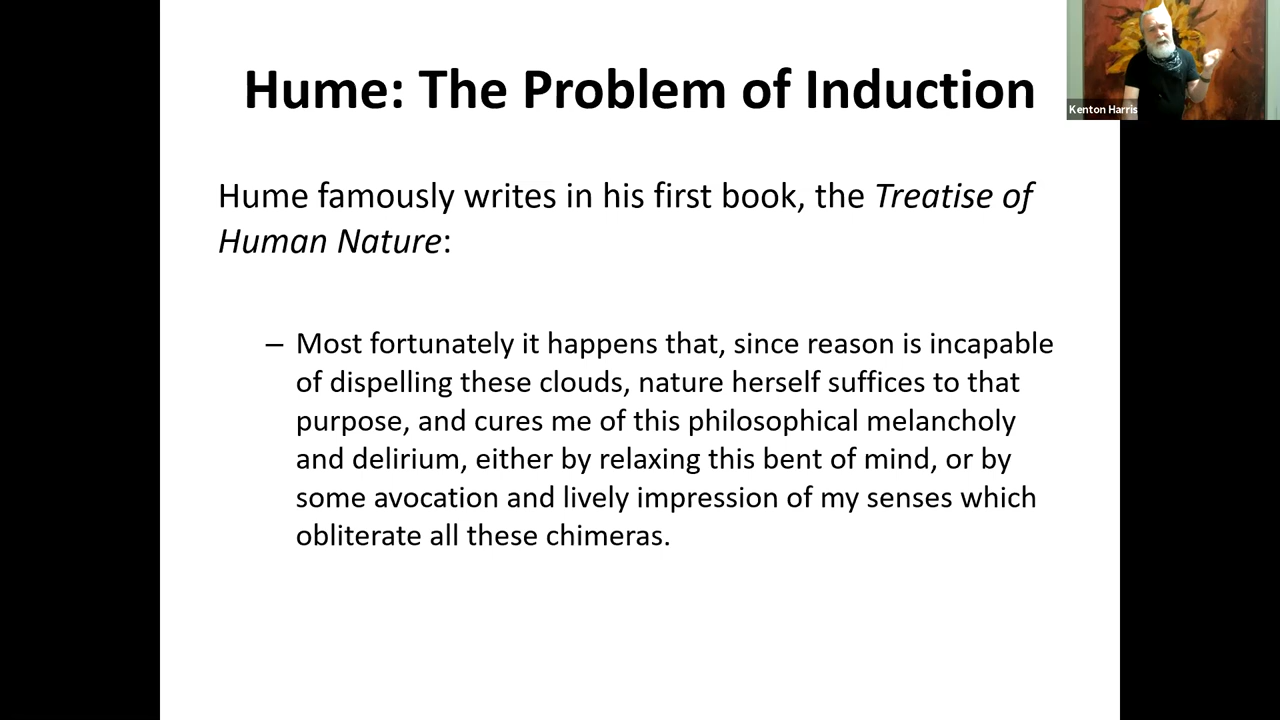 Hume: The Problem of Induction
Kenton Harris
Hume famously writes in his first book, the Treatise of
Human Nature:
– Most fortunately it happens that, since reason is incapable
of dispelling these clouds, nature herself suffices to that
purpose, and cures me of this philosophical melancholy
and delirium, either by relaxing this bent of mind, or by
some avocation and lively impression of my senses which
obliterate all these chimeras.